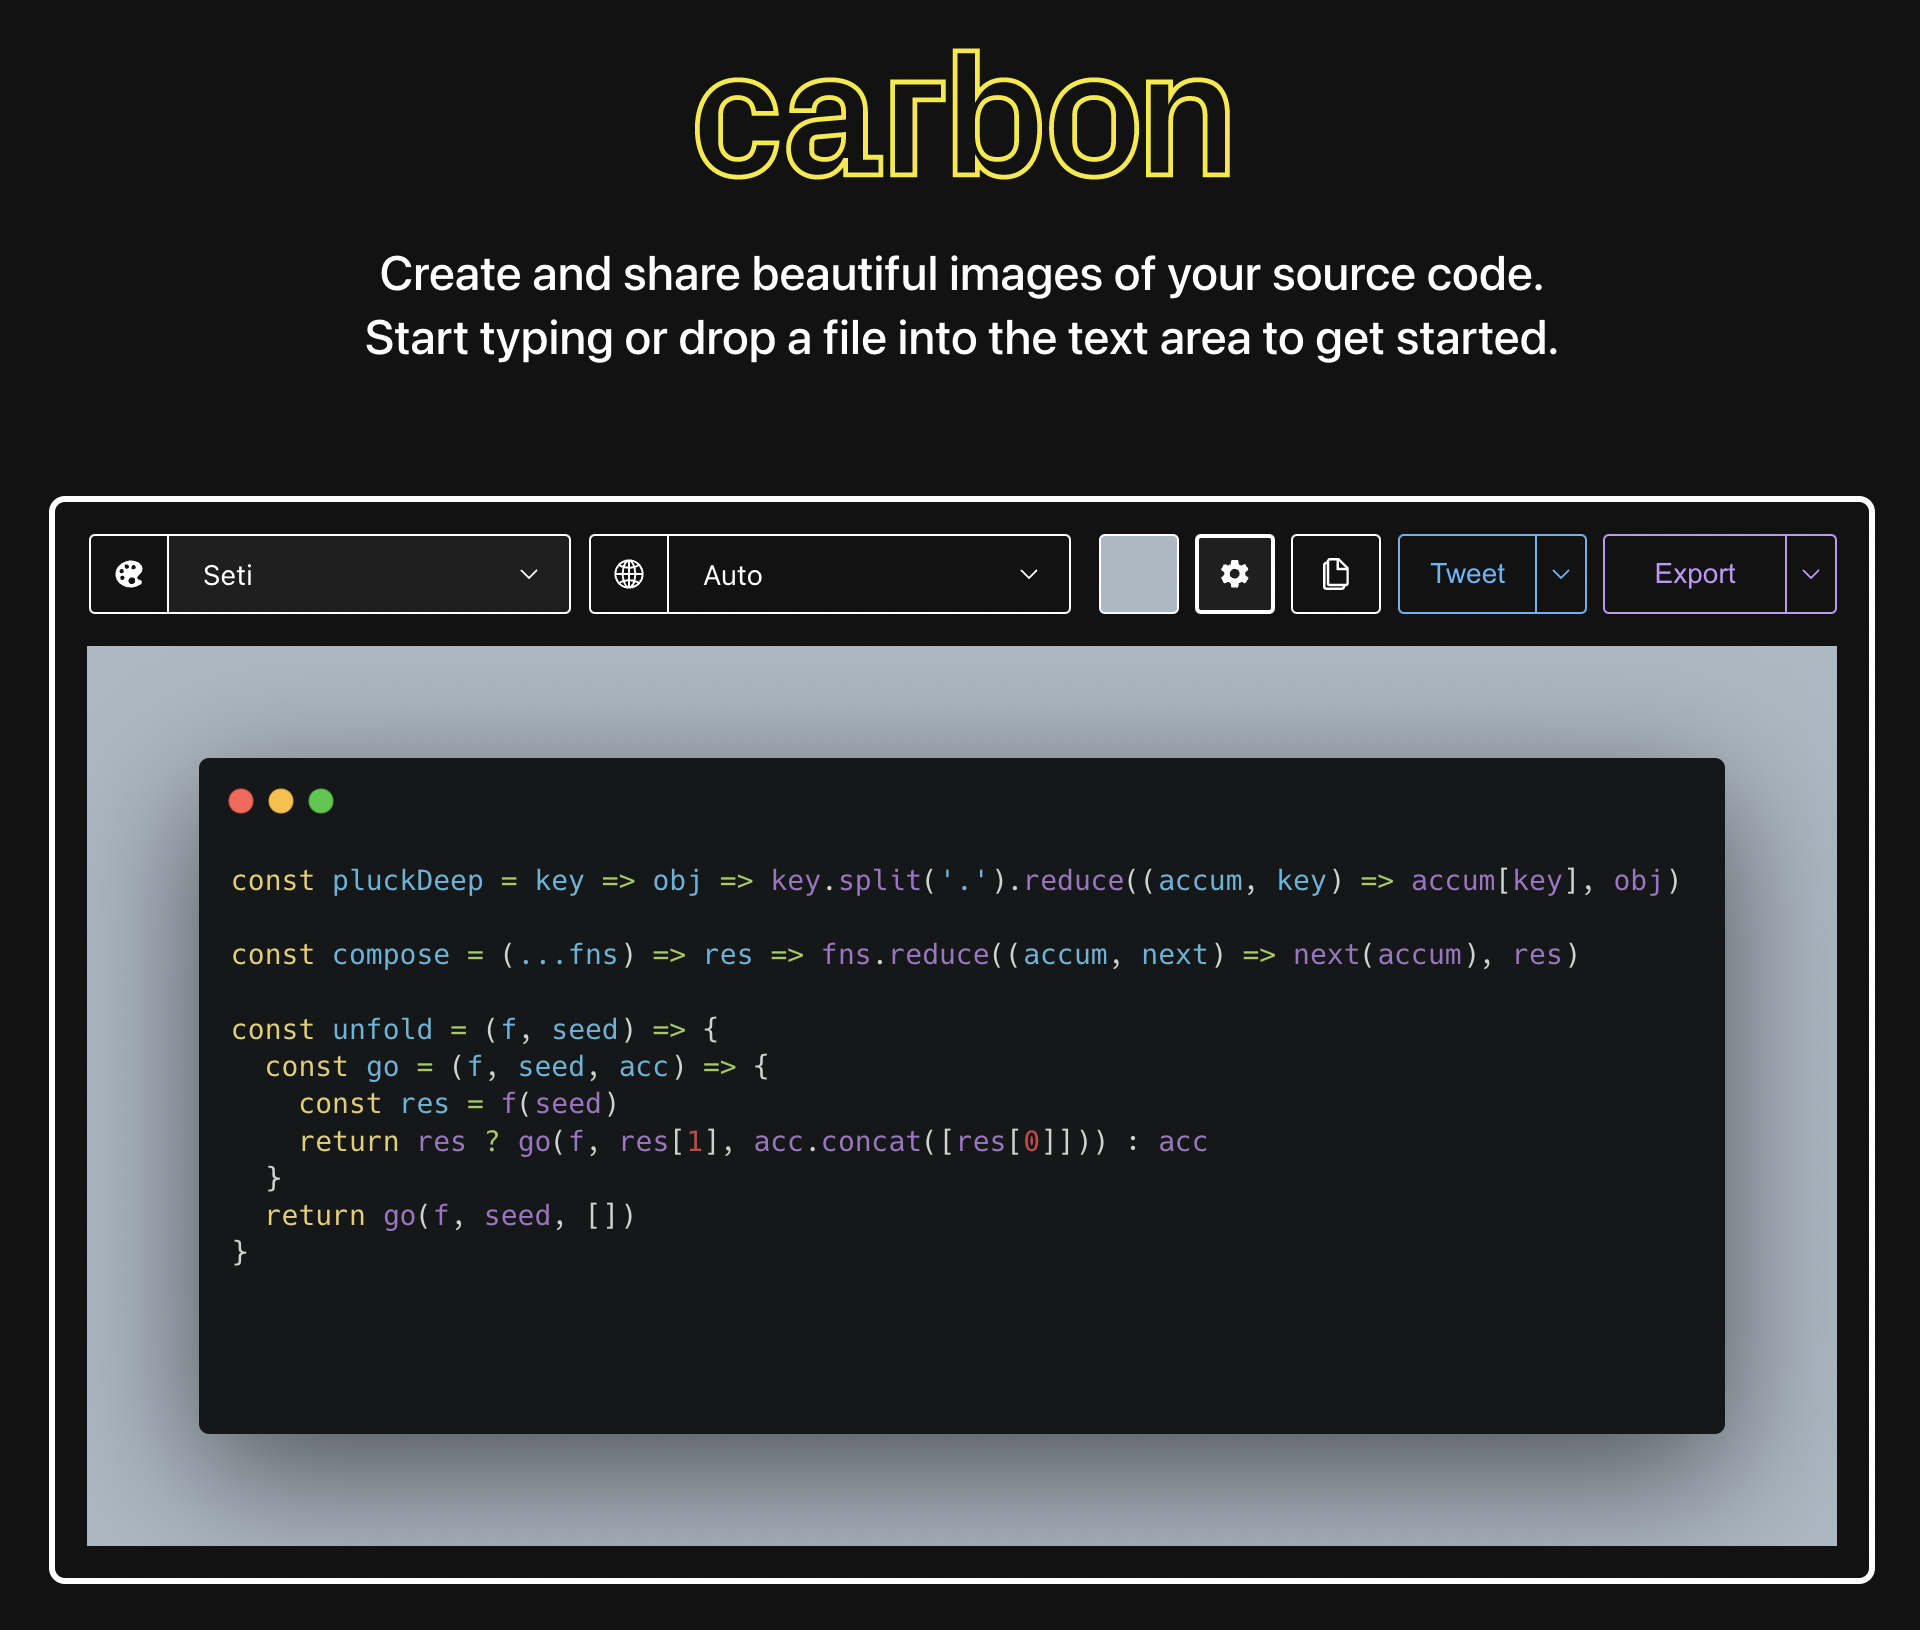 carbon
Create and share beautiful images of your source code.
Start typing or drop a file into the text area to get started.
Seti
Auto
Tweet
Export
const pluckDeep = key => obj => key.split('.').reduce((accum, key) => accum[key], obj)
const compose = (...fns) => res => fns.reduce((accum, next) => next(accum), res)
const unfold = (f, seed) => {
  const go = (f, seed, acc) => {
    const res = f(seed)
    return res ? go(f, res[1], acc.concat([res[0]])) : acc
  }
  return go(f, seed, [])
}